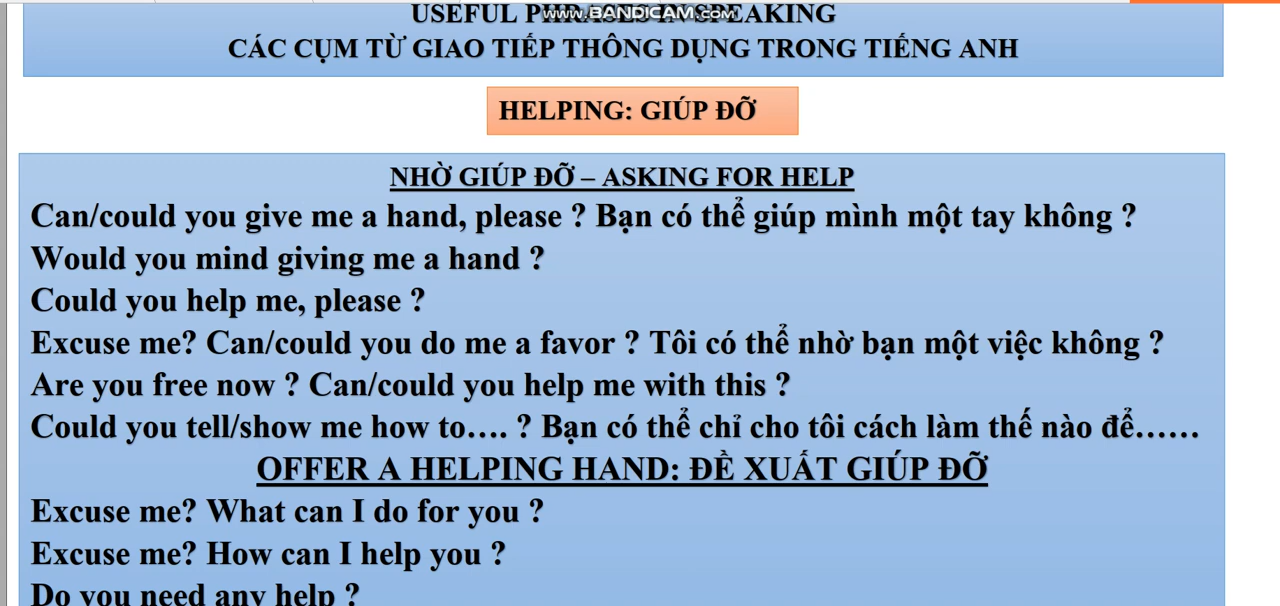 www.BANDICAM.com
USEFUL PHRASES IN SPEAKING
CÁC CỤM TỪ GIAO TIẾP THÔNG DỤNG TRONG TIẾNG ANH
HELPING: GIÚP ĐỠ
NHỜ GIÚP ĐỠ – ASKING FOR HELP
Can/could you give me a hand, please ? Bạn có thể giúp mình một tay không ?
Would you mind giving me a hand ?
Could you help me, please ?
Excuse me? Can/could you do me a favor ? Tôi có thể nhờ bạn một việc không ?
Are you free now ? Can/could you help me with this ?
Could you tell/show me how to…. ? Bạn có thể chỉ cho tôi cách làm thế nào để……
OFFER A HELPING HAND: ĐỀ XUẤT GIÚP ĐỠ
Excuse me? What can I do for you ?
Excuse me? How can I help you ?
Do you need any help ?